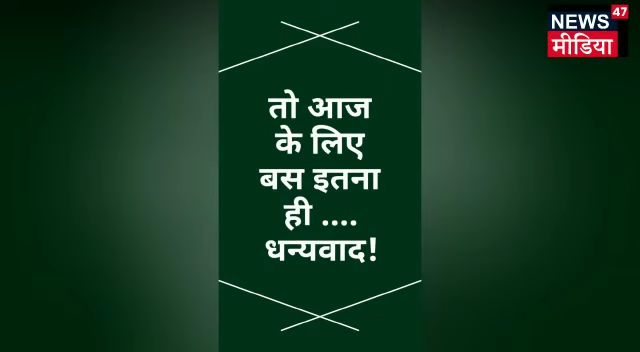 47
NEWS
मीडिया
तो आज
के लिए
बस इतना
ही ....
धन्यवाद!